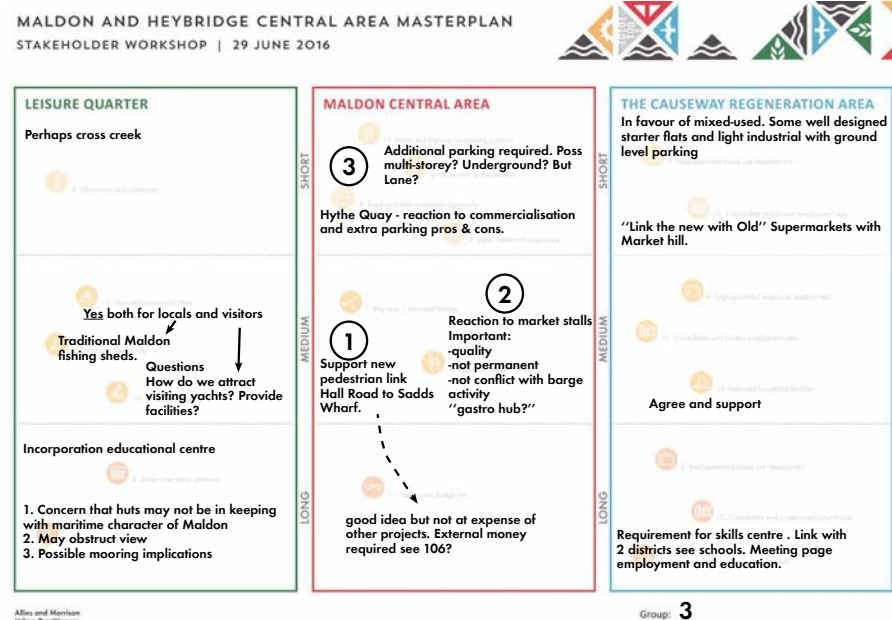 MALDON AND HEYBRIDGE CENTRAL AREA MASTERPLAN
STAKEHOLDER WORKSHOP | 29 JUNE 2016
LEISURE QUARTER
Perhaps cross creek
Yes both for locals and visitors
Traditional Maldon
fishing sheds.
Questions
How do we attract
visiting yachts? Provide
facilities?
Incorporation educational centre
1. Concern that huts may not be in keeping
with maritime character of Maldon
2. May obstruct view
3. Possible mooring implications
SHORT
MEDIUM
LONG
MALDON CENTRAL AREA
3
Additional parking required. Poss
multi-storey? Underground? But
Lane?
Hythe Quay - reaction to commercialisation
and extra parking pros & cons.
2
Reaction to market stalls
Important:
-quality
-not permanent
-not conflict with barge
activity
''gastro hub?''
1
Support new
pedestrian link
Hall Road to Sadds
Wharf.
good idea but not at expense of
other projects. External money
required see 106?
SHORT
MEDIUM
LONG
THE CAUSEWAY REGENERATION AREA
In favour of mixed-used. Some well designed
starter flats and light industrial with ground
level parking
''Link the new with Old'' Supermarkets with
Market hill.
Agree and support
Requirement for skills centre . Link with
2 districts see schools. Meeting page
employment and education.
Allies and Morrison
Group: 3